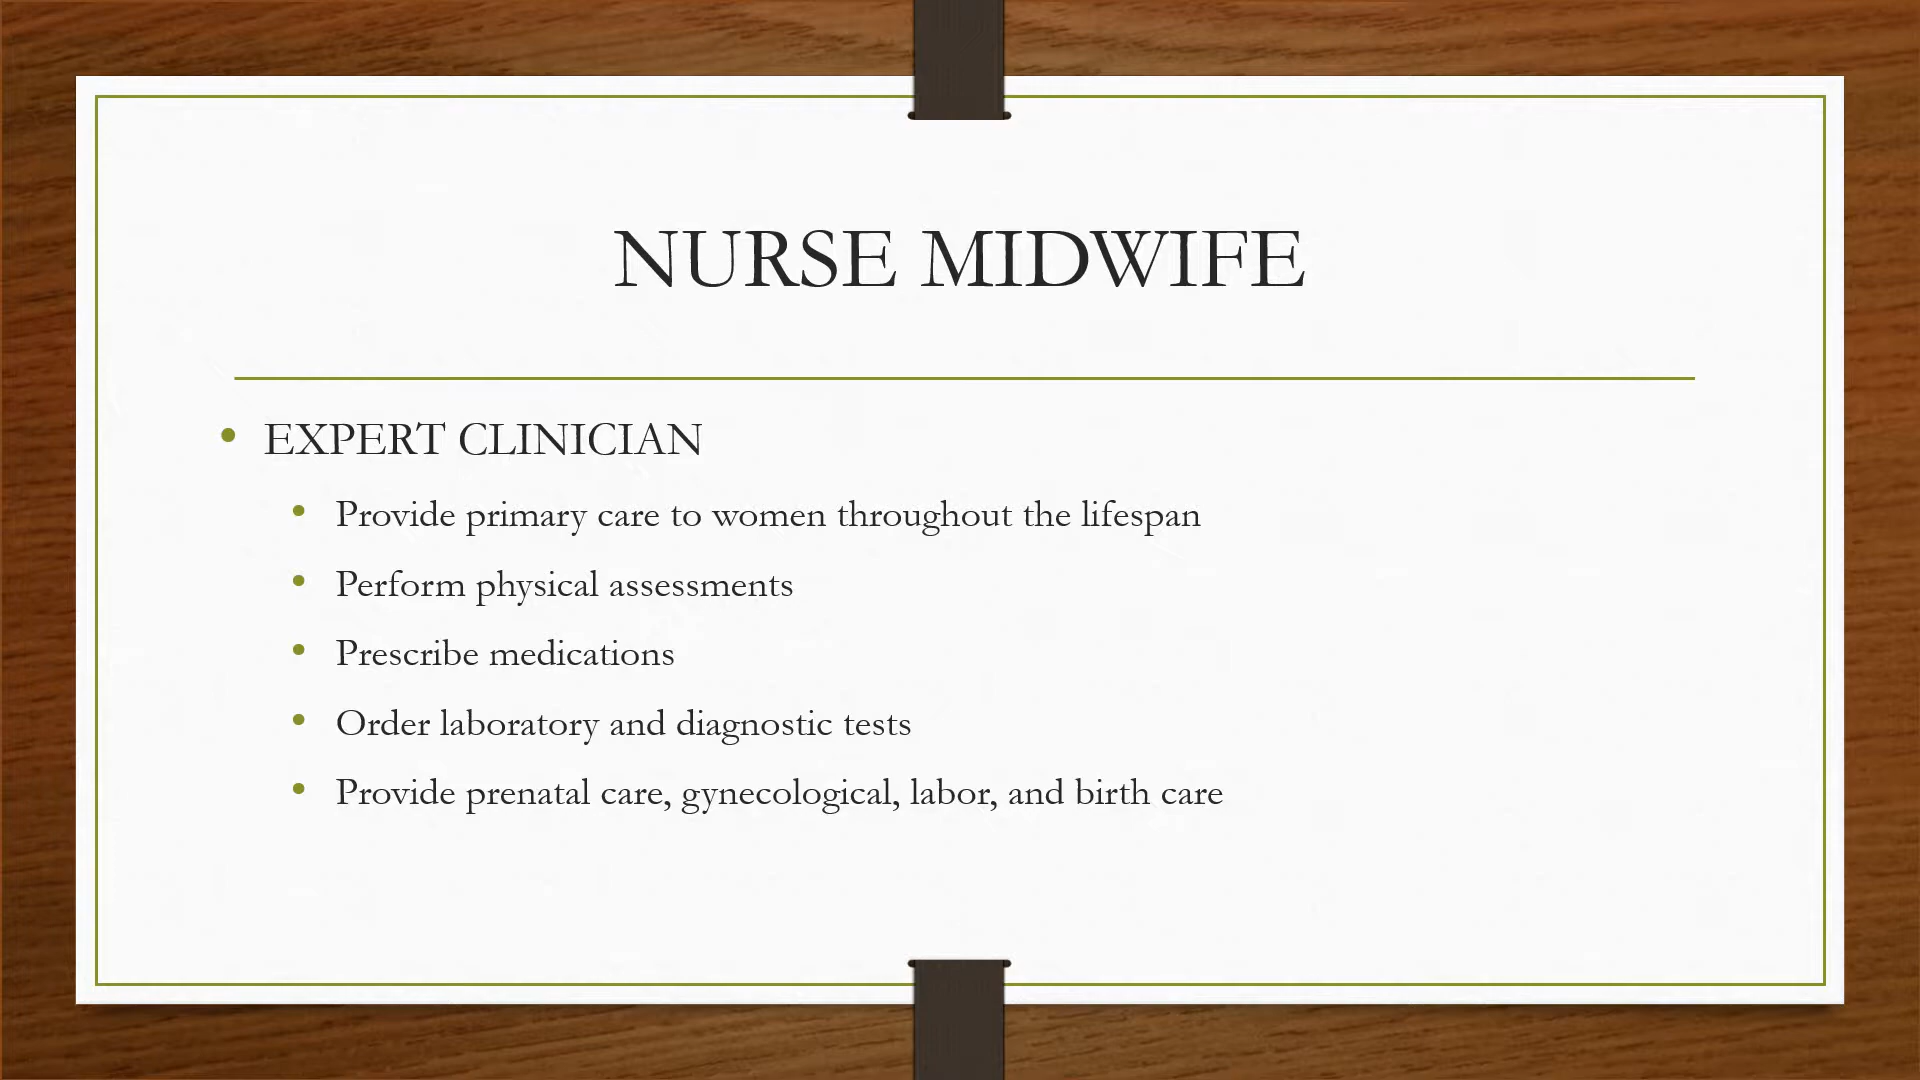 NURSE MIDWIFE
• EXPERT CLINICIAN
• Provide primary care to women throughout the lifespan
• Perform physical assessments
• Prescribe medications
• Order laboratory and diagnostic tests
• Provide prenatal care, gynecological, labor, and birth care